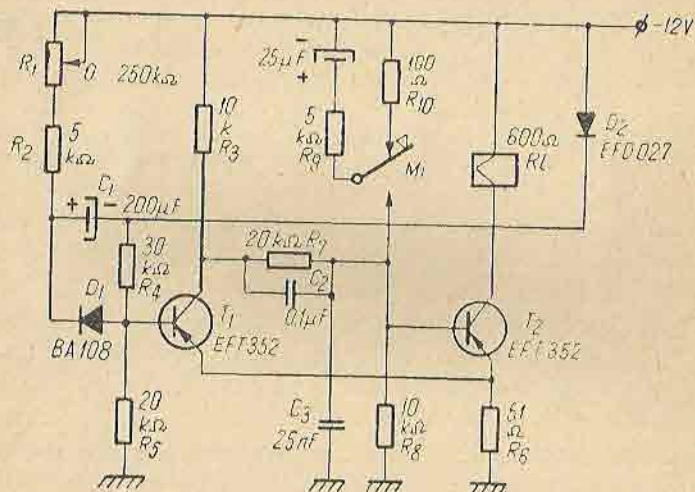 -12V
R1
0
250kΩ
R2
5
kΩ
10
k
R3
25µF
-
+
5
kΩ
R9
100
Ω
R10
M1
600Ω
RL
D2
EFD027
C1
+
-
200µF
30
kΩ
R4
20kΩ R7
C2
0.1µF
D1
BA108
T1
EFT352
T2
EFT352
20
kΩ
R5
C3
25nF
10
kΩ
R8
51
Ω
R6